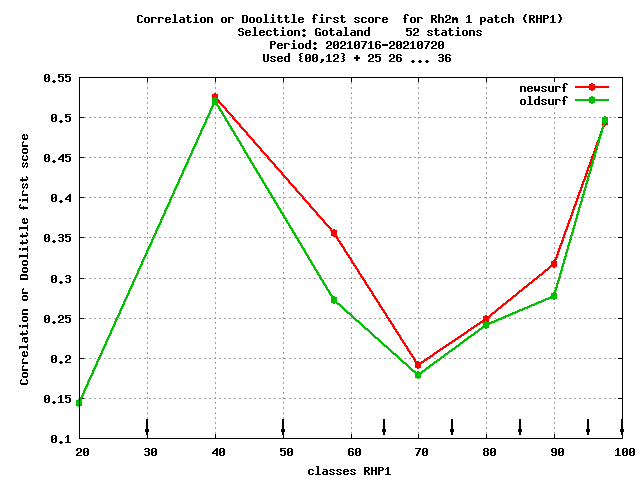 Correlation or Doolittle first score  for Rh2m 1 patch (RHP1)
Selection: Gotaland     52 stations
Period: 20210716-20210720
Used {00,12} + 25 26 ... 36
newsurf
oldsurf
Correlation or Doolittle first score
0.55
0.5
0.45
0.4
0.35
0.3
0.25
0.2
0.15
0.1
20 30 40 50 60 70 80 90 100
classes RHP1